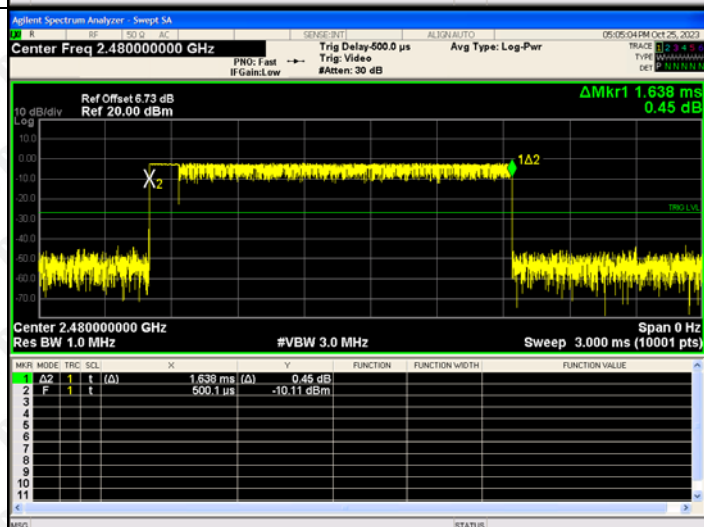 Agilent Spectrum Analyzer - Swept SA
R RF 50 Ω AC SENSE:INT ALIGN AUTO 05:05:04 PM Oct 25, 2023
Center Freq 2.480000000 GHz
PNO: Fast
IFGain:Low
Trig Delay-500.0 µs
Trig: Video
#Atten: 30 dB
Avg Type: Log-Pwr
TRACE 1 2 3 4 5 6
TYPE
DET P N N N N N
ΔMkr1 1.638 ms
0.45 dB
Ref Offset 6.73 dB
10 dB/div Ref 20.00 dBm
Log
10.0
0.00
-10.0
-20.0
-30.0
-40.0
-50.0
-60.0
-70.0
1Δ2
X2
TRIG LVL
Center 2.480000000 GHz Span 0 Hz
Res BW 1.0 MHz #VBW 3.0 MHz Sweep 3.000 ms (10001 pts)
MKR MODE TRC SCL X Y FUNCTION FUNCTION WIDTH FUNCTION VALUE
1 Δ2 1 t (Δ) 1.638 ms (Δ) 0.45 dB
2 F 1 t 500.1 µs -10.11 dBm
3
4
5
6
7
8
9
10
11
MSG STATUS